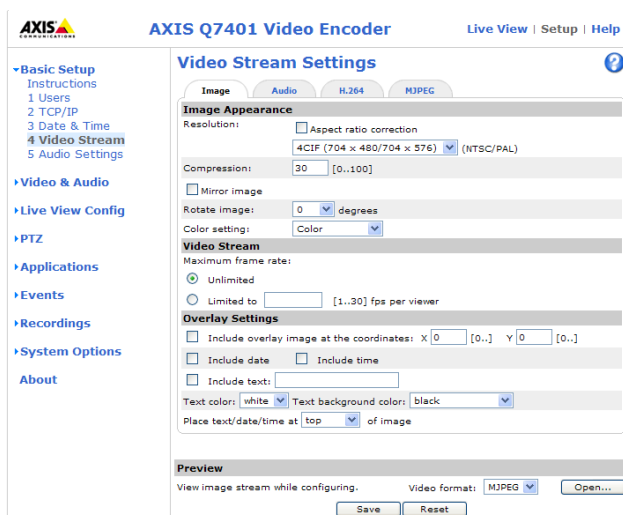 AXIS
COMMUNICATIONS
AXIS Q7401 Video Encoder
Live View | Setup | Help
Basic Setup
Instructions
1 Users
2 TCP/IP
3 Date & Time
4 Video Stream
5 Audio Settings
Video & Audio
Live View Config
PTZ
Applications
Events
Recordings
System Options
About
Video Stream Settings
?
Image Audio H.264 MJPEG
Image Appearance
Resolution:
Aspect ratio correction
4CIF (704 x 480/704 x 576) (NTSC/PAL)
Compression: 30 [0..100]
Mirror image
Rotate image: 0 degrees
Color setting: Color
Video Stream
Maximum frame rate:
Unlimited
Limited to [1..30] fps per viewer
Overlay Settings
Include overlay image at the coordinates: X 0 [0..] Y 0 [0..]
Include date Include time
Include text:
Text color: white Text background color: black
Place text/date/time at top of image
Preview
View image stream while configuring. Video format: MJPEG Open...
Save Reset